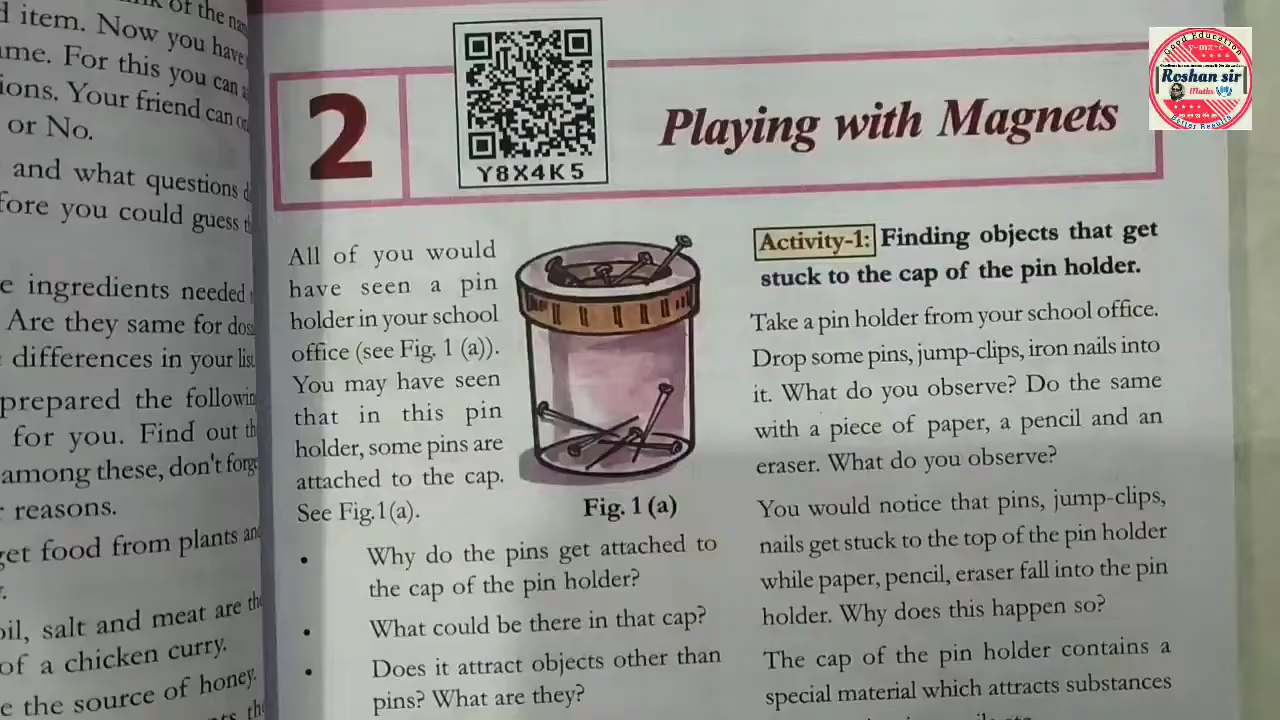 of the
item. Now you have
me. For this you can
ions. Your friend can
or No.
and what questions
fore you could guess
e ingredients needed
Are they same for
differences in your list.
prepared the
for you. Find out
among these, don't
reasons.
get food from plants and
oil, salt and meat are
of a chicken curry.
e the source of honey.
2
Y8X4K5
Playing with Magnets
Good Education
y=mx+c
Roshan sir
Maths
Better Results
All of you would
have seen a pin
holder in your school
office (see Fig. 1 (a)).
You may have seen
that in this pin
holder, some pins are
attached to the cap.
See Fig.1(a).
Fig. 1 (a)
• Why do the pins get attached to
the cap of the pin holder?
• What could be there in that cap?
• Does it attract objects other than
pins? What are they?
Activity-1: Finding objects that get
stuck to the cap of the pin holder.
Take a pin holder from your school office.
Drop some pins, jump-clips, iron nails into
it. What do you observe? Do the same
with a piece of paper, a pencil and an
eraser. What do you observe?
You would notice that pins, jump-clips,
nails get stuck to the top of the pin holder
while paper, pencil, eraser fall into the pin
holder. Why does this happen so?
The cap of the pin holder contains a
special material which attracts substances